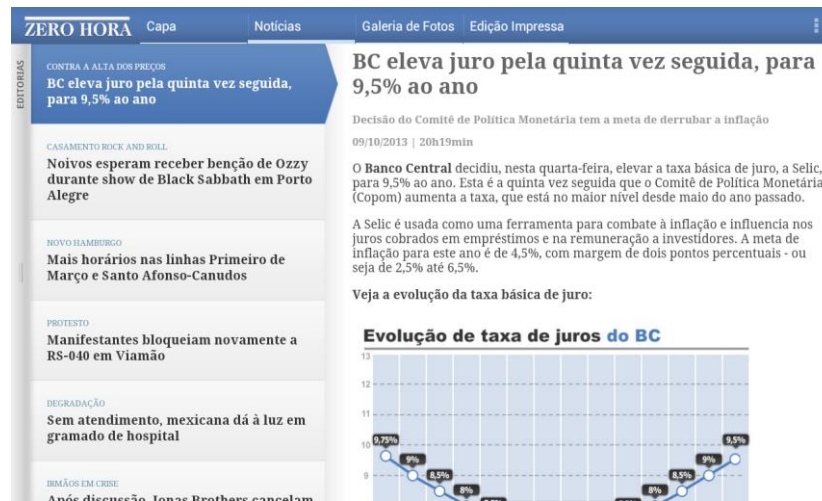 ZERO HORA
Capa
Notícias
Galeria de Fotos
Edição Impressa
EDITORIAS
CONTRA A ALTA DOS PREÇOS
BC eleva juro pela quinta vez seguida,
para 9,5% ao ano
CASAMENTO ROCK AND ROLL
Noivos esperam receber benção de Ozzy
durante show de Black Sabbath em Porto
Alegre
NOVO HAMBURGO
Mais horários nas linhas Primeiro de
Março e Santo Afonso-Canudos
PROTESTO
Manifestantes bloqueiam novamente a
RS-040 em Viamão
DEGRADAÇÃO
Sem atendimento, mexicana dá à luz em
gramado de hospital
IRMÃOS EM CRISE
Após discussão, Jonas Brothers cancelam
BC eleva juro pela quinta vez seguida, para
9,5% ao ano
Decisão do Comitê de Política Monetária tem a meta de derrubar a inflação
09/10/2013 | 20h19min
O Banco Central decidiu, nesta quarta-feira, elevar a taxa básica de juro, a Selic,
para 9,5% ao ano. Esta é a quinta vez seguida que o Comitê de Política Monetária
(Copom) aumenta a taxa, que está no maior nível desde maio do ano passado.
A Selic é usada como uma ferramenta para combate à inflação e influencia nos
juros cobrados em empréstimos e na remuneração a investidores. A meta de
inflação para este ano é de 4,5%, com margem de dois pontos percentuais - ou
seja de 2,5% até 6,5%.
Veja a evolução da taxa básica de juro:
Evolução de taxa de juros do BC
13
12
11
10
9
9,75%
9%
8,5%
8%
8%
8,5%
9%
9,5%